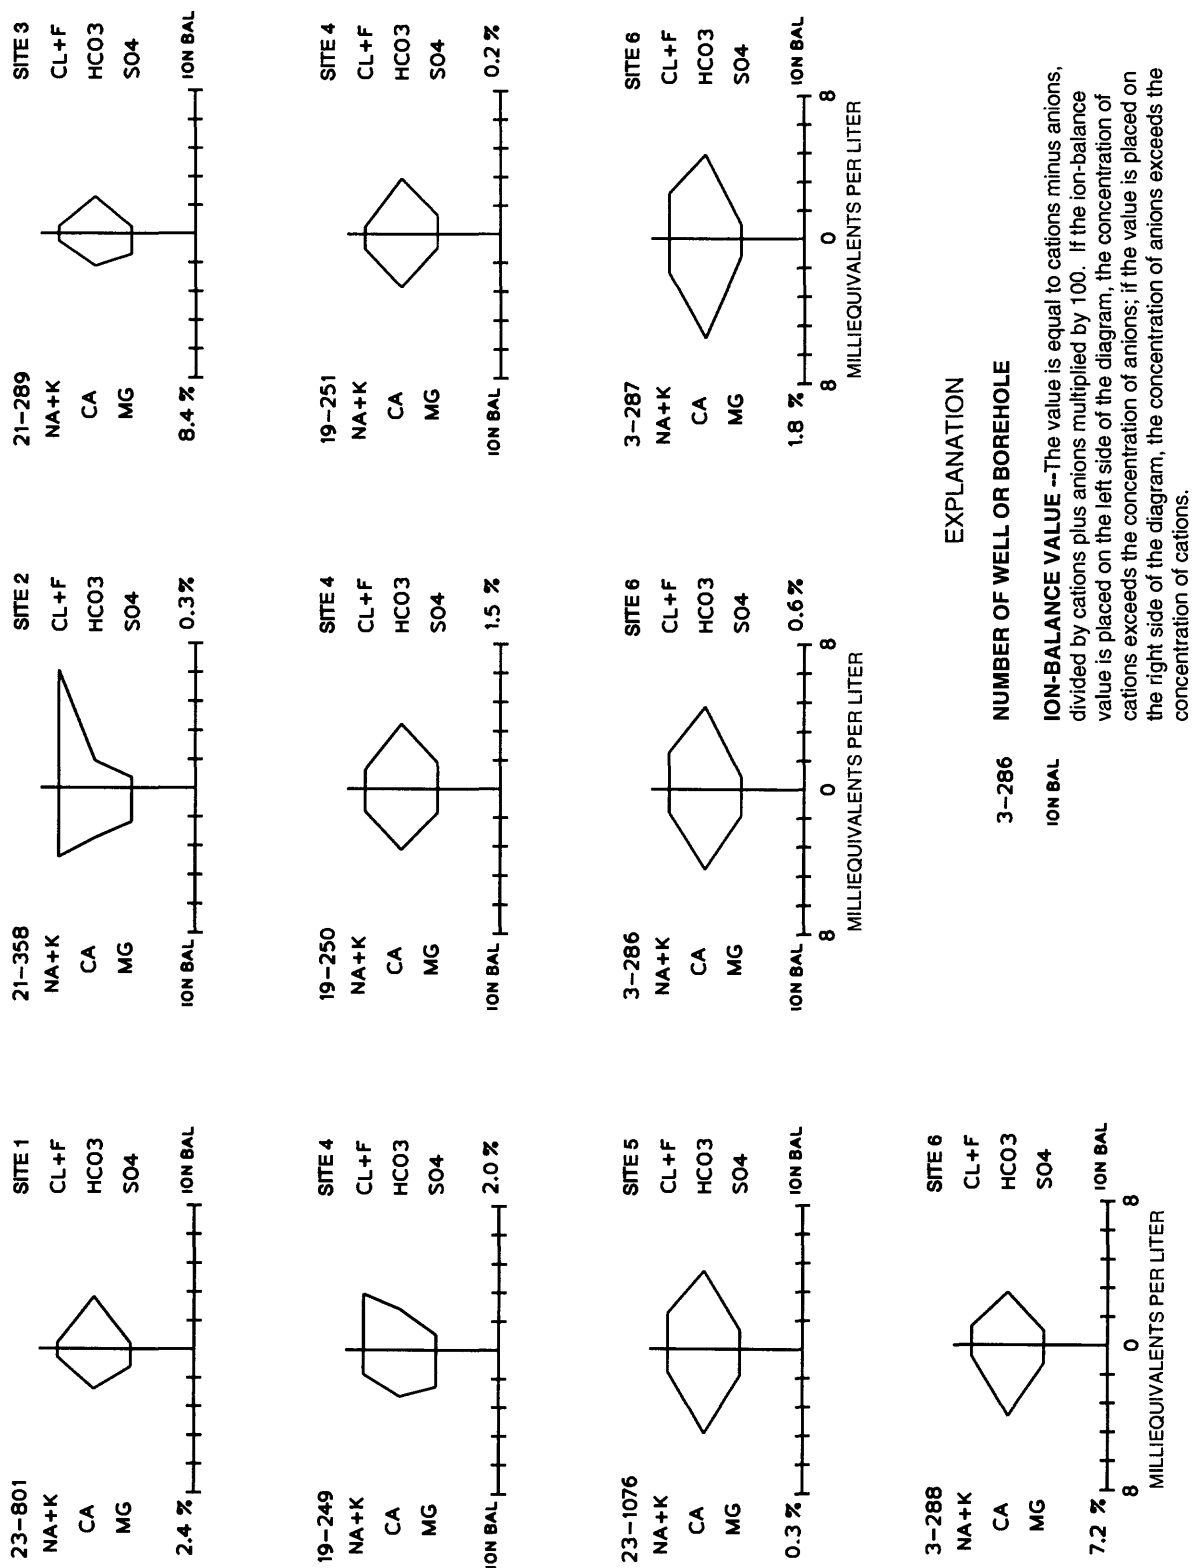 23-801 SITE 1
NA+K CL+F
CA HCO3
MG SO4
2.4 % ION BAL
21-358 SITE 2
NA+K CL+F
CA HCO3
MG SO4
ION BAL 0.3%
21-289 SITE 3
NA+K CL+F
CA HCO3
MG SO4
8.4 % ION BAL
19-249 SITE 4
NA+K CL+F
CA HCO3
MG SO4
ION BAL 2.0%
19-250 SITE 4
NA+K CL+F
CA HCO3
MG SO4
ION BAL 1.5 %
19-251 SITE 4
NA+K CL+F
CA HCO3
MG SO4
ION BAL 0.2%
23-1076 SITE 5
NA+K CL+F
CA HCO3
MG SO4
0.3 % ION BAL
3-286 SITE 6
NA+K CL+F
CA HCO3
MG SO4
ION BAL 0.6%
8 0 8
MILLIEQUIVALENTS PER LITER
3-287 SITE 6
NA+K CL+F
CA HCO3
MG SO4
1.8 % ION BAL
8 0 8
MILLIEQUIVALENTS PER LITER
3-288 SITE 6
NA+K CL+F
CA HCO3
MG SO4
7.2 % ION BAL
8 0 8
MILLIEQUIVALENTS PER LITER
EXPLANATION
3-286 NUMBER OF WELL OR BOREHOLE
ION BAL ION-BALANCE VALUE --The value is equal to cations minus anions,
divided by cations plus anions multiplied by 100. If the ion-balance
value is placed on the left side of the diagram, the concentration of
cations exceeds the concentration of anions; if the value is placed on
the right side of the diagram, the concentration of anions exceeds the
concentration of cations.